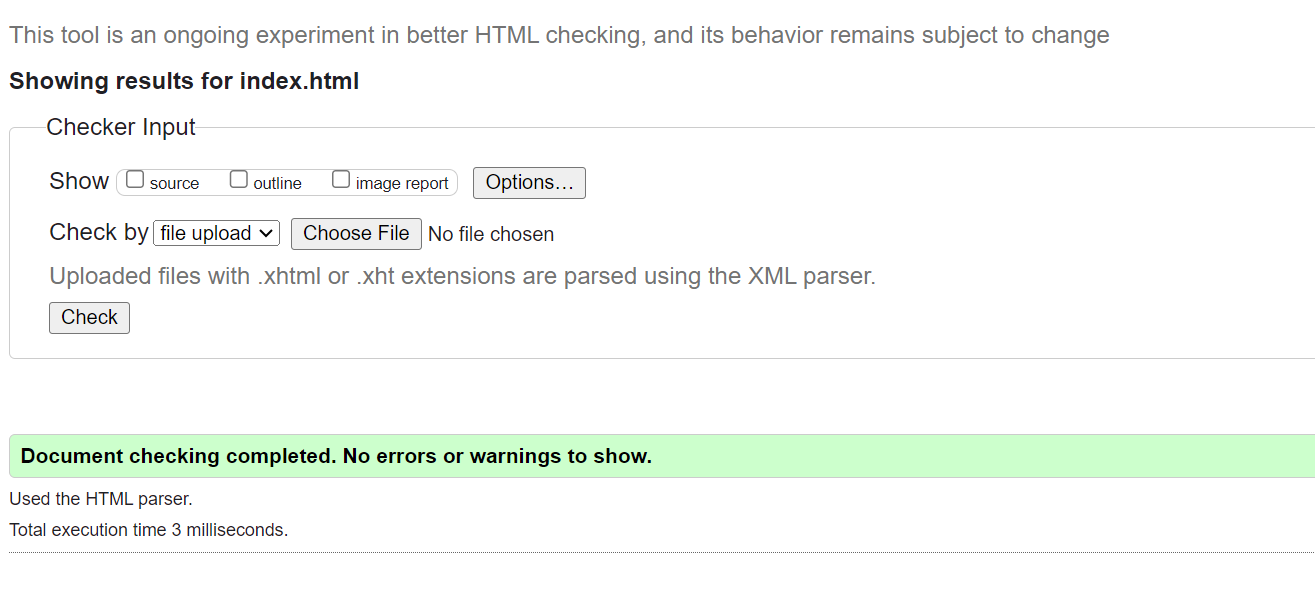 This tool is an ongoing experiment in better HTML checking, and its behavior remains subject to change
Showing results for index.html
Checker Input
Show source outline image report Options...
Check by file upload Choose File No file chosen
Uploaded files with .xhtml or .xht extensions are parsed using the XML parser.
Check
Document checking completed. No errors or warnings to show.
Used the HTML parser.
Total execution time 3 milliseconds.